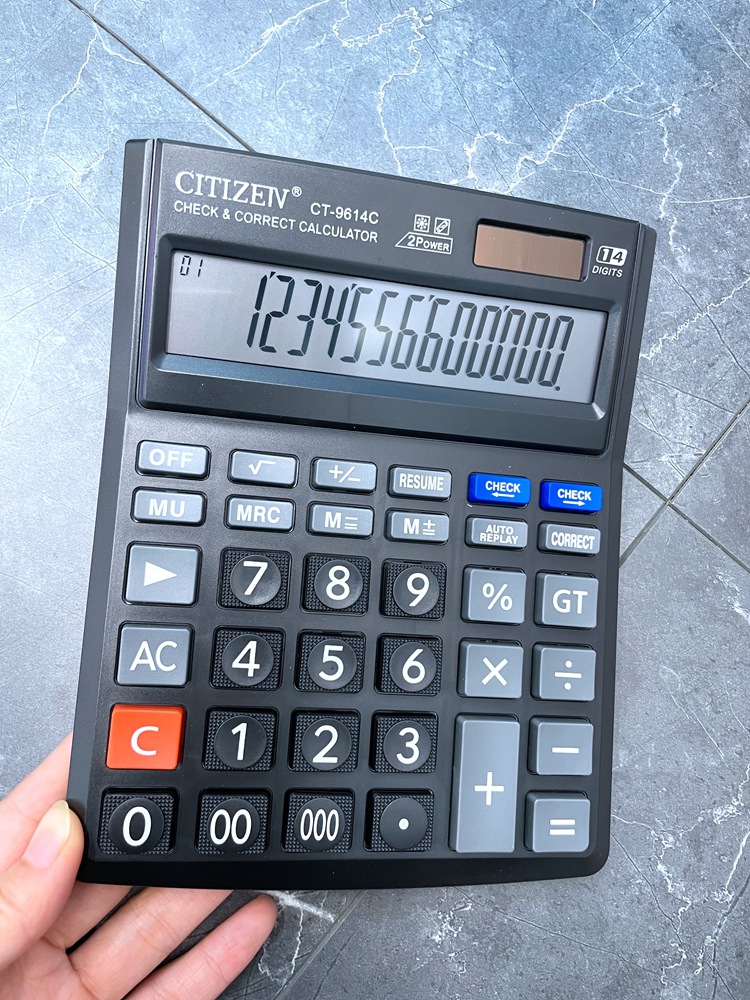 CITIZEN® CT-9614C
CHECK & CORRECT CALCULATOR
2POWER
14
DIGITS
01
12345566000000.
OFF √ +/− RESUME CHECK ← CHECK →
MU MRC M= M± AUTO REPLAY CORRECT
▶ 7 8 9 % GT
AC 4 5 6 × ÷
C 1 2 3 + −
0 00 000 • =